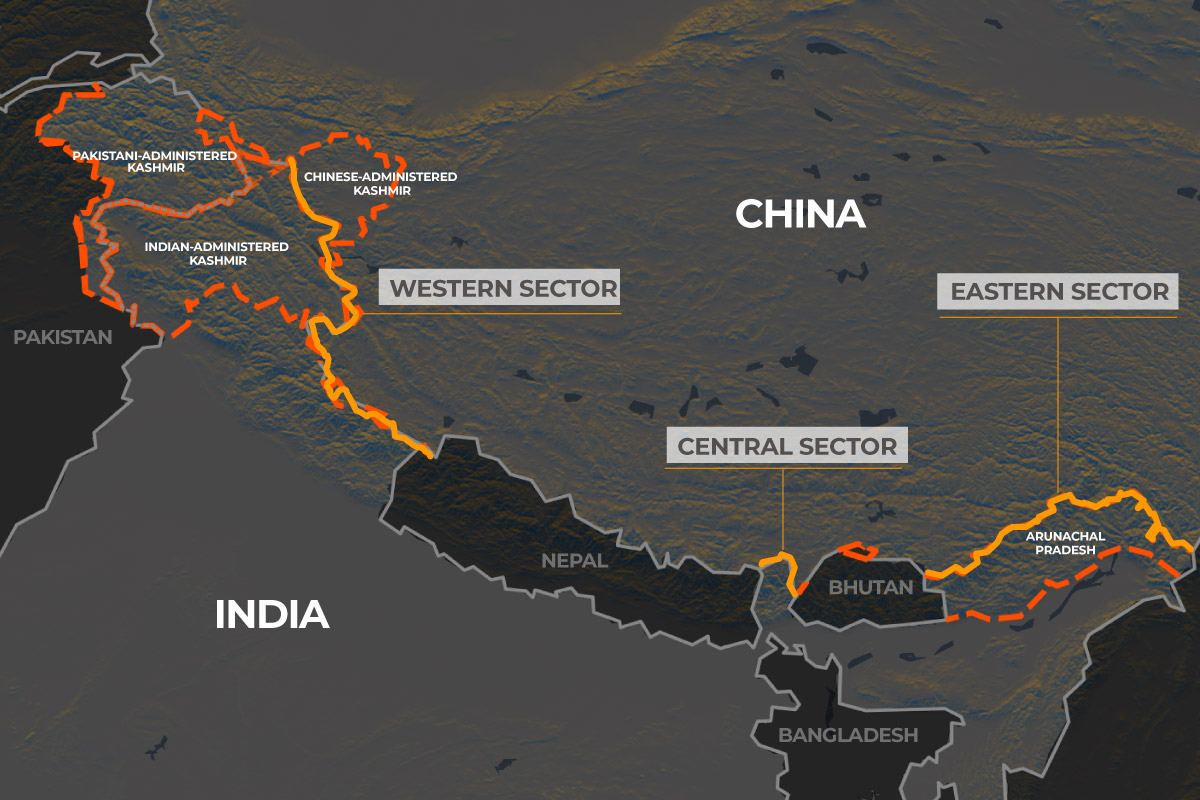 PAKISTANI-ADMINISTERED
KASHMIR
CHINESE-ADMINISTERED
KASHMIR
CHINA
INDIAN-ADMINISTERED
KASHMIR
WESTERN SECTOR
EASTERN SECTOR
PAKISTAN
CENTRAL SECTOR
ARUNACHAL
PRADESH
NEPAL
BHUTAN
INDIA
BANGLADESH